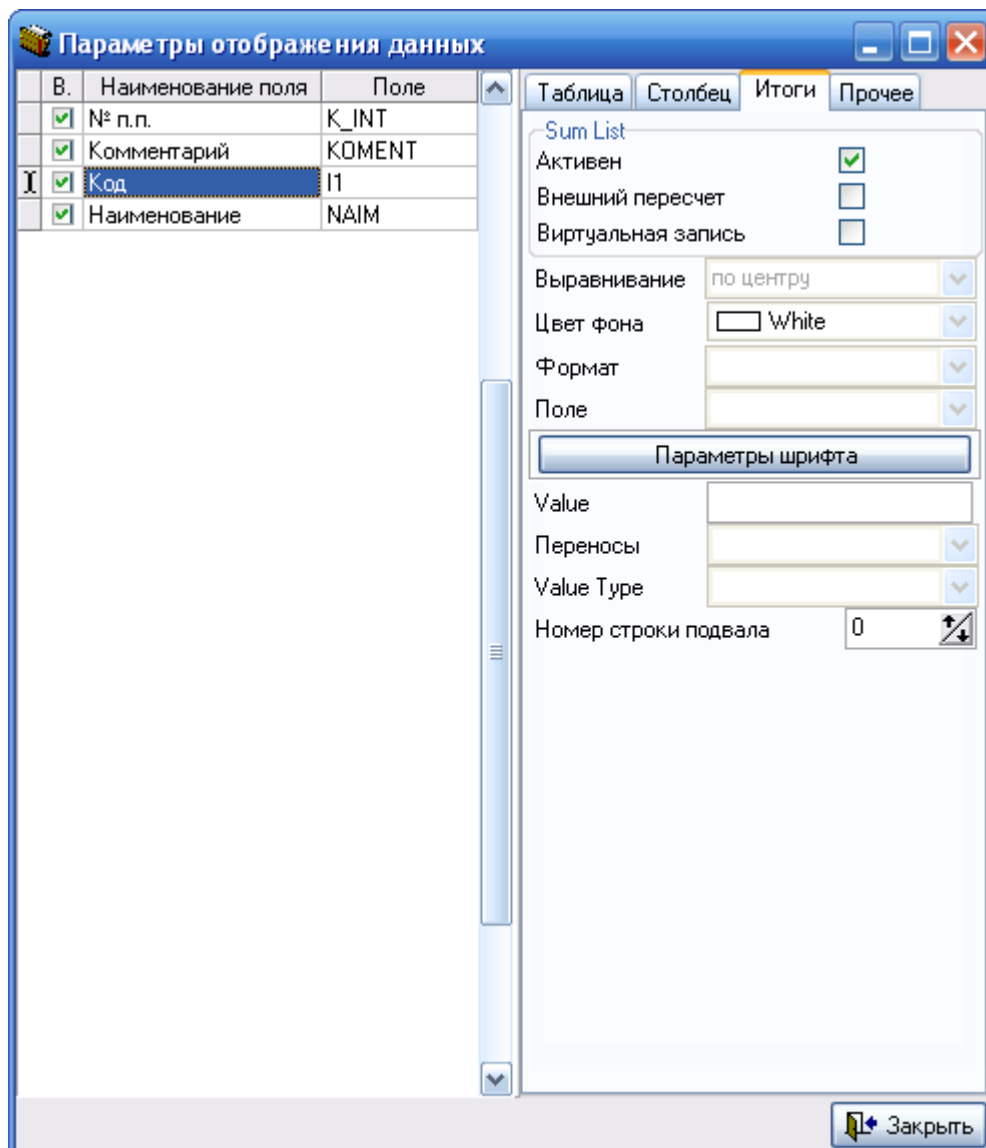 Параметры отображения данных
В. Наименование поля Поле
№ п.п. K_INT
Комментарий KOMENT
Код I1
Наименование NAIM
Таблица Столбец Итоги Прочее
Sum List
Активен
Внешний пересчет
Виртуальная запись
Выравнивание по центру
Цвет фона White
Формат
Поле
Параметры шрифта
Value
Переносы
Value Type
Номер строки подвала 0
Закрыть